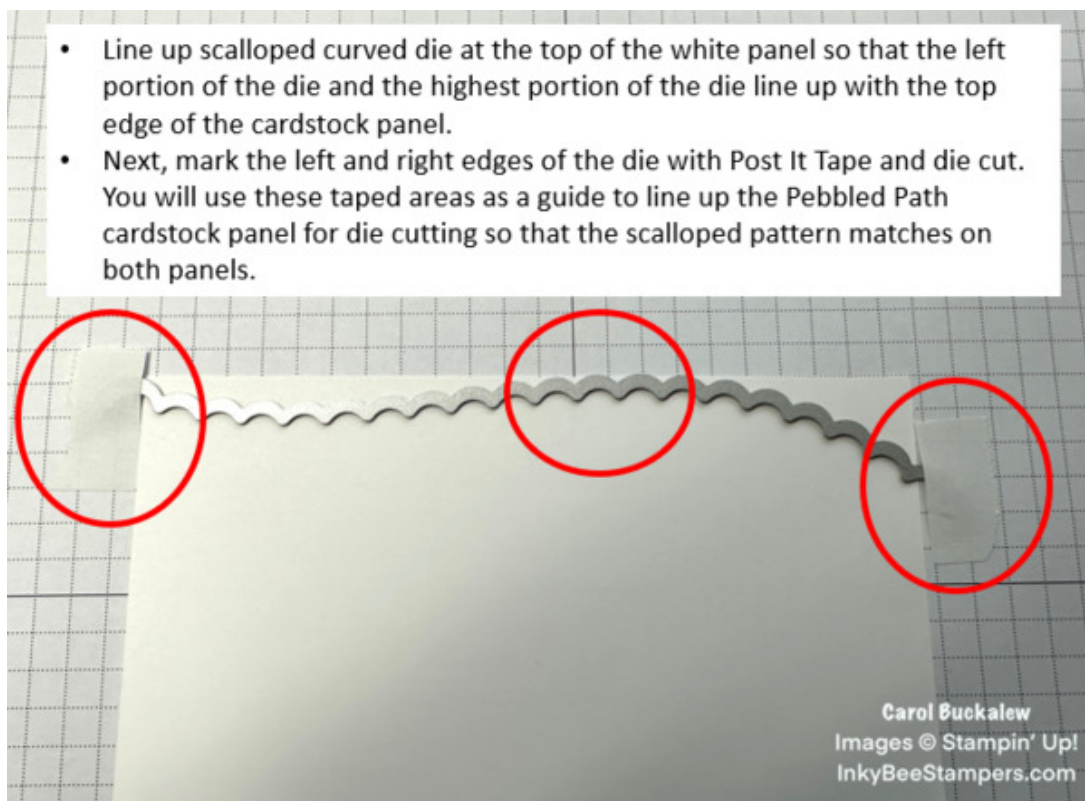 • Line up scalloped curved die at the top of the white panel so that the left
portion of the die and the highest portion of the die line up with the top
edge of the cardstock panel.
• Next, mark the left and right edges of the die with Post It Tape and die cut.
You will use these taped areas as a guide to line up the Pebbled Path
cardstock panel for die cutting so that the scalloped pattern matches on
both panels.
Carol Buckalew
Images © Stampin' Up!
InkyBeeStampers.com